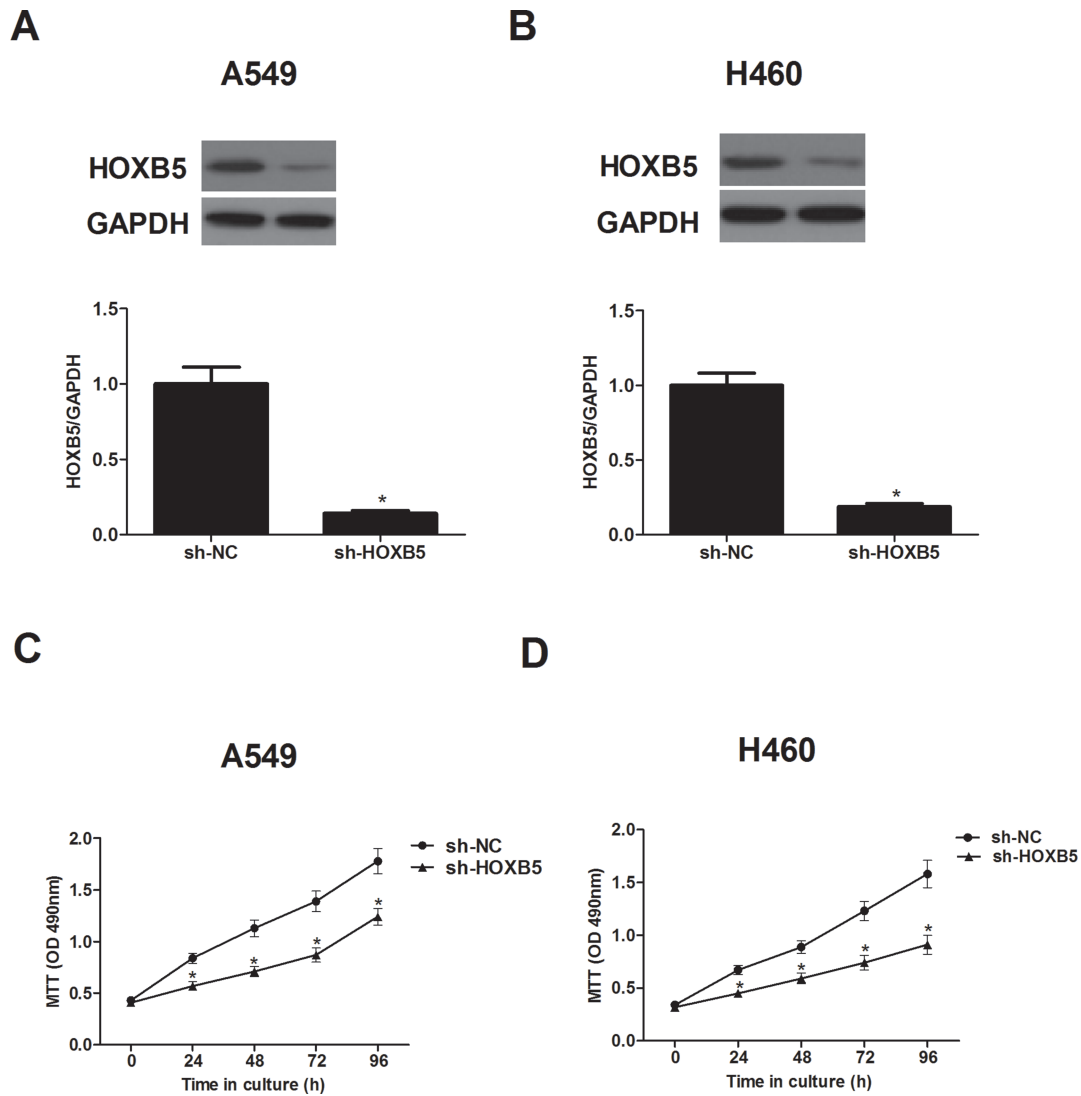 A
B
A549
H460
HOXB5
GAPDH
HOXB5
GAPDH
HOXB5/GAPDH
1.5
1.0
0.5
0.0
*
sh-NC
sh-HOXB5
HOXB5/GAPDH
1.5
1.0
0.5
0.0
*
sh-NC
sh-HOXB5
C
D
A549
H460
MTT (OD 490nm)
2.0
1.5
1.0
0.5
0.0
* * * *
0 24 48 72 96
Time in culture (h)
sh-NC
sh-HOXB5
MTT (OD 490nm)
2.0
1.5
1.0
0.5
0.0
* * * *
0 24 48 72 96
Time in culture (h)
sh-NC
sh-HOXB5